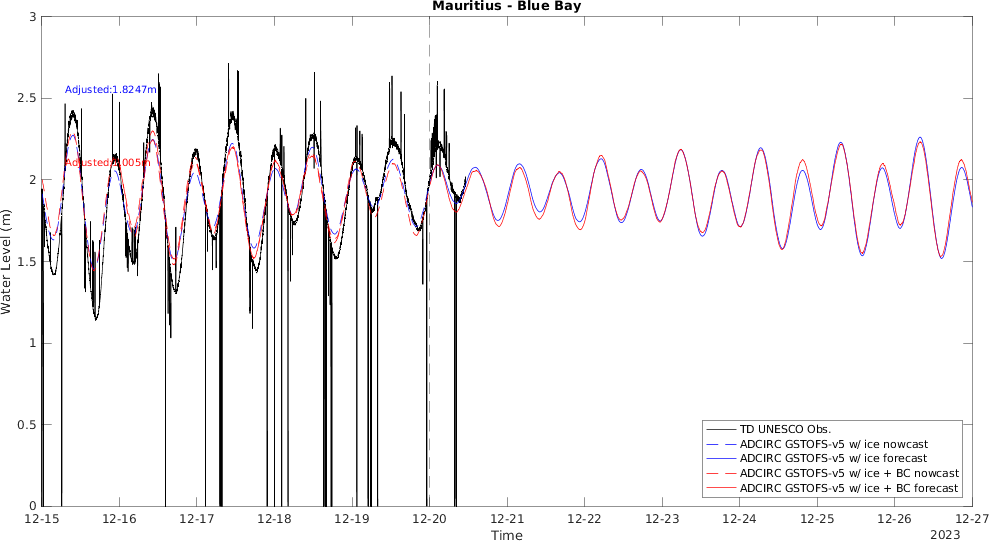 Mauritius - Blue Bay
3
2.5
2
1.5
1
0.5
0
Water Level (m)
Adjusted:1.8247m
12-15 12-16 12-17 12-18 12-19 12-20 12-21 12-22 12-23 12-24 12-25 12-26 12-27
Time
2023
TD UNESCO Obs.
ADCIRC GSTOFS-v5 w/ ice nowcast
ADCIRC GSTOFS-v5 w/ ice forecast
ADCIRC GSTOFS-v5 w/ ice + BC nowcast
ADCIRC GSTOFS-v5 w/ ice + BC forecast